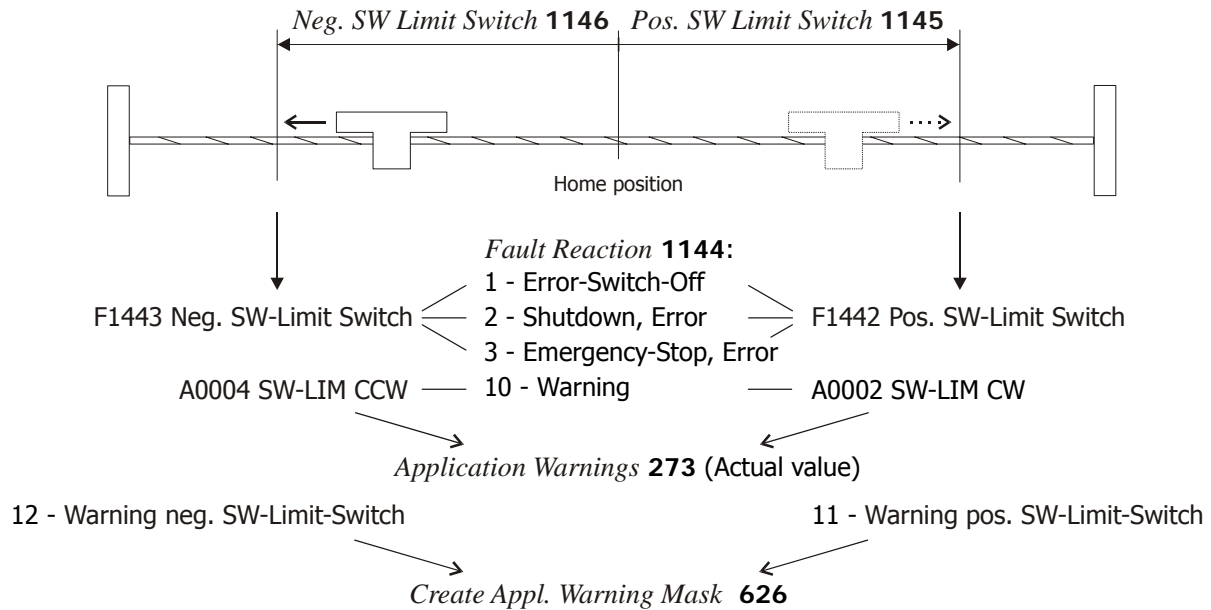 Neg. SW Limit Switch 1146 Pos. SW Limit Switch 1145
Home position
Fault Reaction 1144:
1 - Error-Switch-Off
F1443 Neg. SW-Limit Switch 2 - Shutdown, Error F1442 Pos. SW-Limit Switch
3 - Emergency-Stop, Error
A0004 SW-LIM CCW 10 - Warning A0002 SW-LIM CW
Application Warnings 273 (Actual value)
12 - Warning neg. SW-Limit-Switch 11 - Warning pos. SW-Limit-Switch
Create Appl. Warning Mask 626